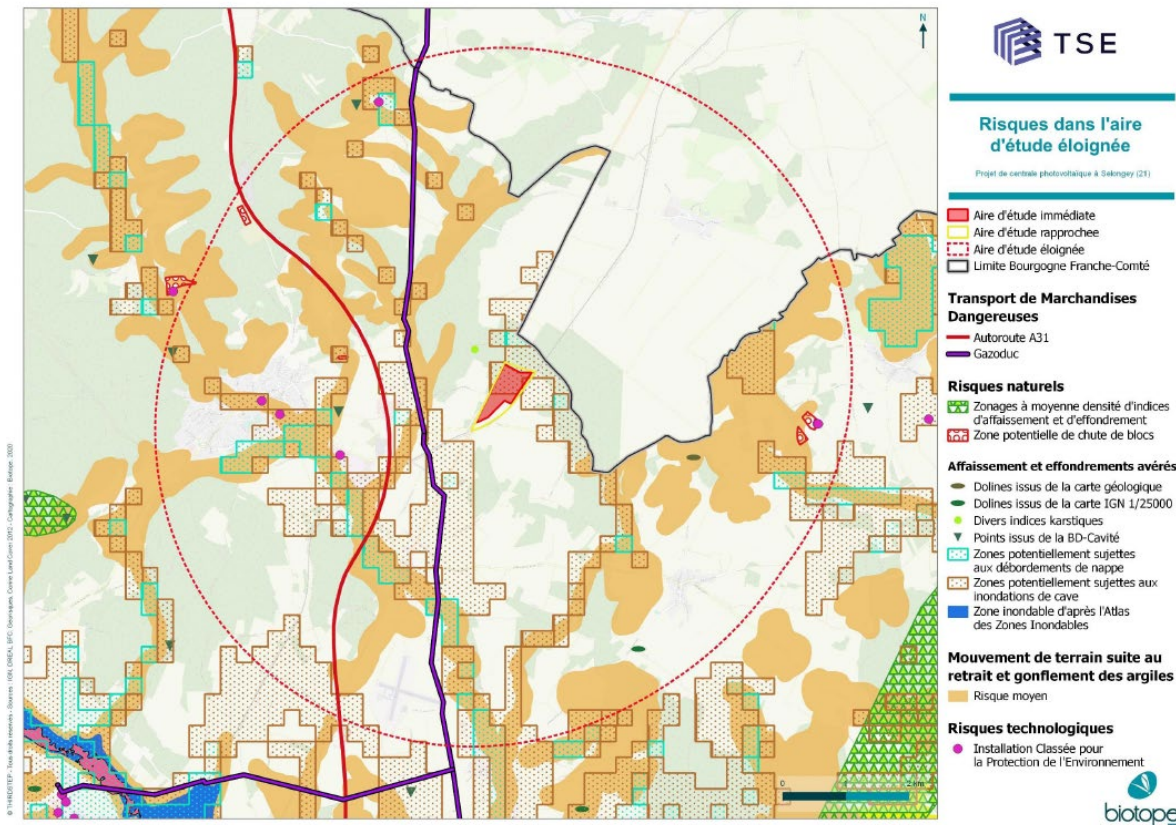 N
TSE
Risques dans l'aire
d'étude éloignée
Projet de centrale photovoltaïque à Selongey (21)
Aire d'étude immédiate
Aire d'étude rapprochee
Aire d'étude éloignée
Limite Bourgogne Franche-Comté
Transport de Marchandises
Dangereuses
Autoroute A31
Gazoduc
Risques naturels
Zonages à moyenne densité d'indices
d'affaissement et d'effondrement
Zone potentielle de chute de blocs
Affaissement et effondrements avérés
Dolines issus de la carte géologique
Dolines issus de la carte IGN 1/25000
Divers indices karstiques
Points issus de la BD-Cavité
Zones potentiellement sujettes
aux débordements de nappe
Zones potentiellement sujettes aux
inondations de cave
Zone inondable d'après l'Atlas
des Zones Inondables
Mouvement de terrain suite au
retrait et gonflement des argiles
Risque moyen
Risques technologiques
Installation Classée pour
la Protection de l'Environnement
biotope
0
km